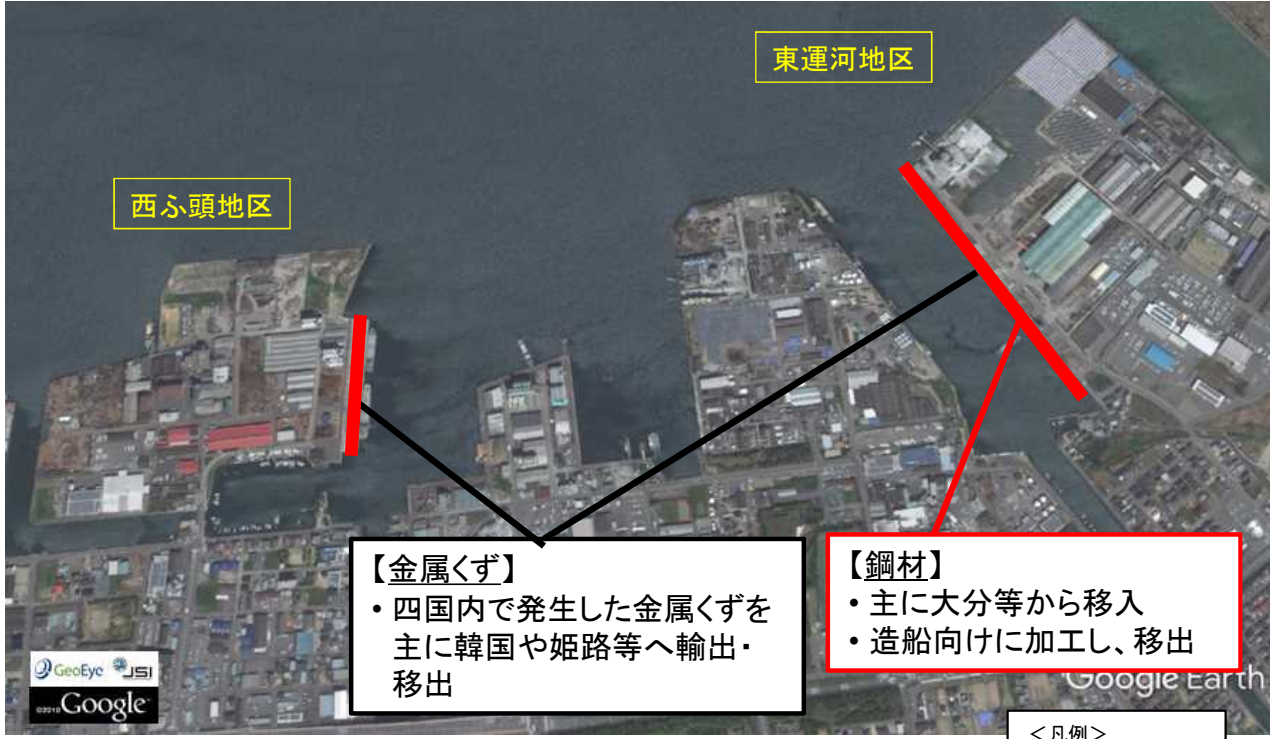 東運河地区
西ふ頭地区
【金属くず】
• 四国内で発生した金属くずを
主に韓国や姫路等へ輸出・
移出
【鋼材】
• 主に大分等から移入
• 造船向けに加工し、移出
GeoEye JSI
©2010 Google
Google Earth
＜凡例＞